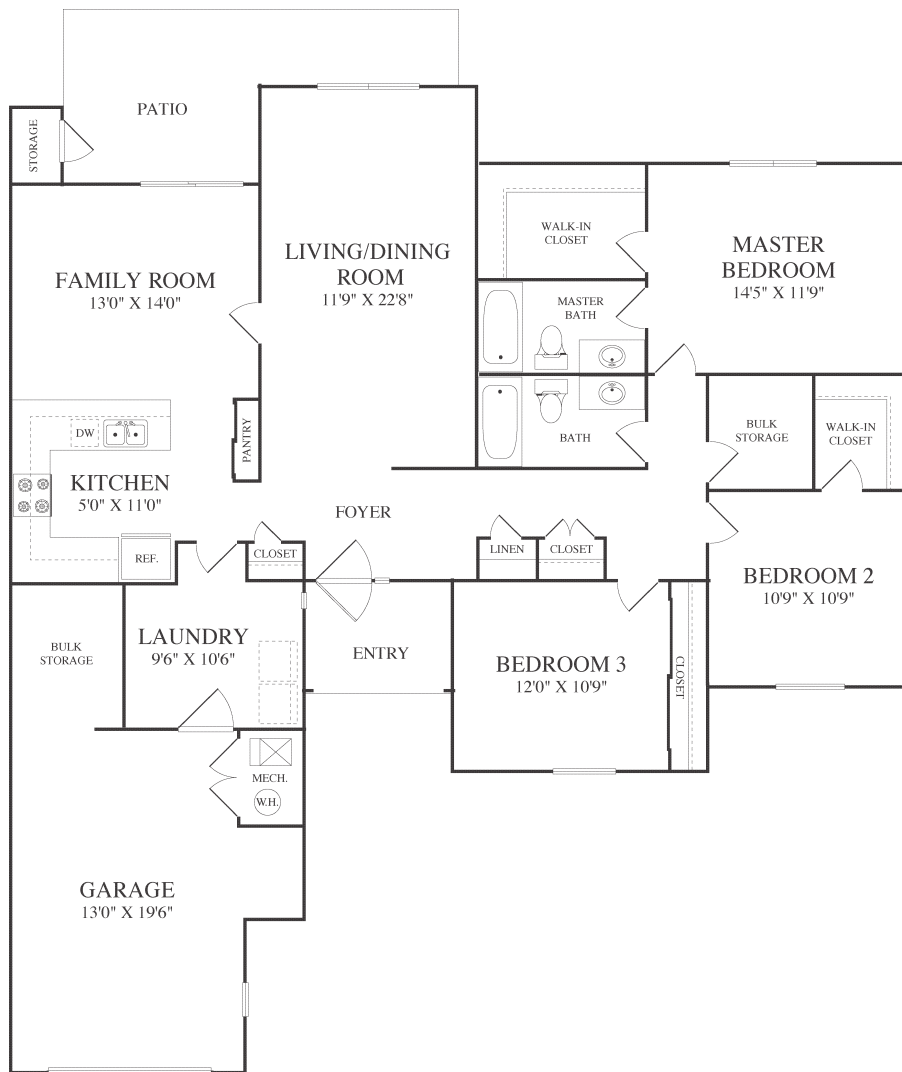 PATIO
STORAGE
FAMILY ROOM
13'0" X 14'0"
LIVING/DINING
ROOM
11'9" X 22'8"
WALK-IN
CLOSET
MASTER
BEDROOM
14'5" X 11'9"
MASTER
BATH
BATH
BULK
STORAGE
WALK-IN
CLOSET
DW
PANTRY
KITCHEN
5'0" X 11'0"
REF.
FOYER
CLOSET
LINEN
CLOSET
BEDROOM 2
10'9" X 10'9"
BULK
STORAGE
LAUNDRY
9'6" X 10'6"
ENTRY
BEDROOM 3
12'0" X 10'9"
CLOSET
MECH.
W.H.
GARAGE
13'0" X 19'6"